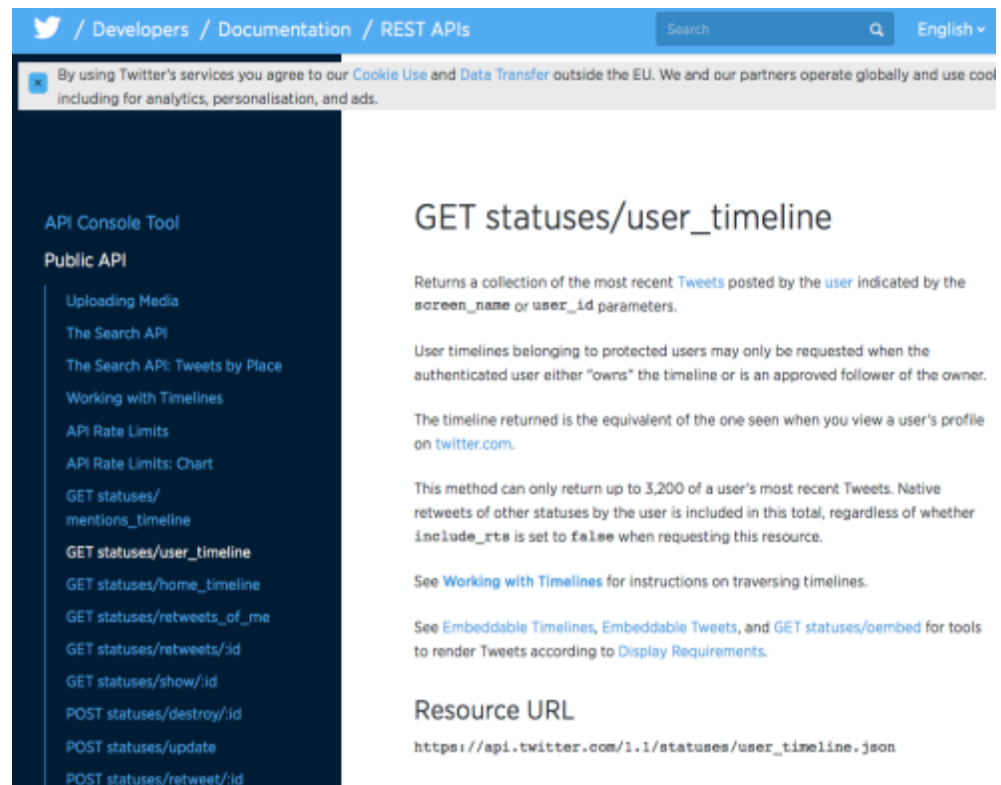 / Developers / Documentation / REST APIs
Search
English
By using Twitter's services you agree to our Cookie Use and Data Transfer outside the EU. We and our partners operate globally and use
including for analytics, personalisation, and ads.
API Console Tool
Public API
Uploading Media
The Search API
The Search API: Tweets by Place
Working with Timelines
API Rate Limits
API Rate Limits: Chart
GET statuses/
mentions_timeline
GET statuses/user_timeline
GET statuses/home_timeline
GET statuses/retweets_of_me
GET statuses/retweets/:id
GET statuses/show/:id
POST statuses/destroy/:id
POST statuses/update
POST statuses/retweet/:id
GET statuses/user_timeline
Returns a collection of the most recent Tweets posted by the user indicated by the
screen_name or user_id parameters.
User timelines belonging to protected users may only be requested when the
authenticated user either "owns" the timeline or is an approved follower of the owner.
The timeline returned is the equivalent of the one seen when you view a user's profile
on twitter.com.
This method can only return up to 3,200 of a user's most recent Tweets. Native
retweets of other statuses by the user is included in this total, regardless of whether
include_rts is set to false when requesting this resource.
See Working with Timelines for instructions on traversing timelines.
See Embeddable Timelines, Embeddable Tweets, and GET statuses/oembed for tools
to render Tweets according to Display Requirements.
Resource URL
https://api.twitter.com/1.1/statuses/user_timeline.json